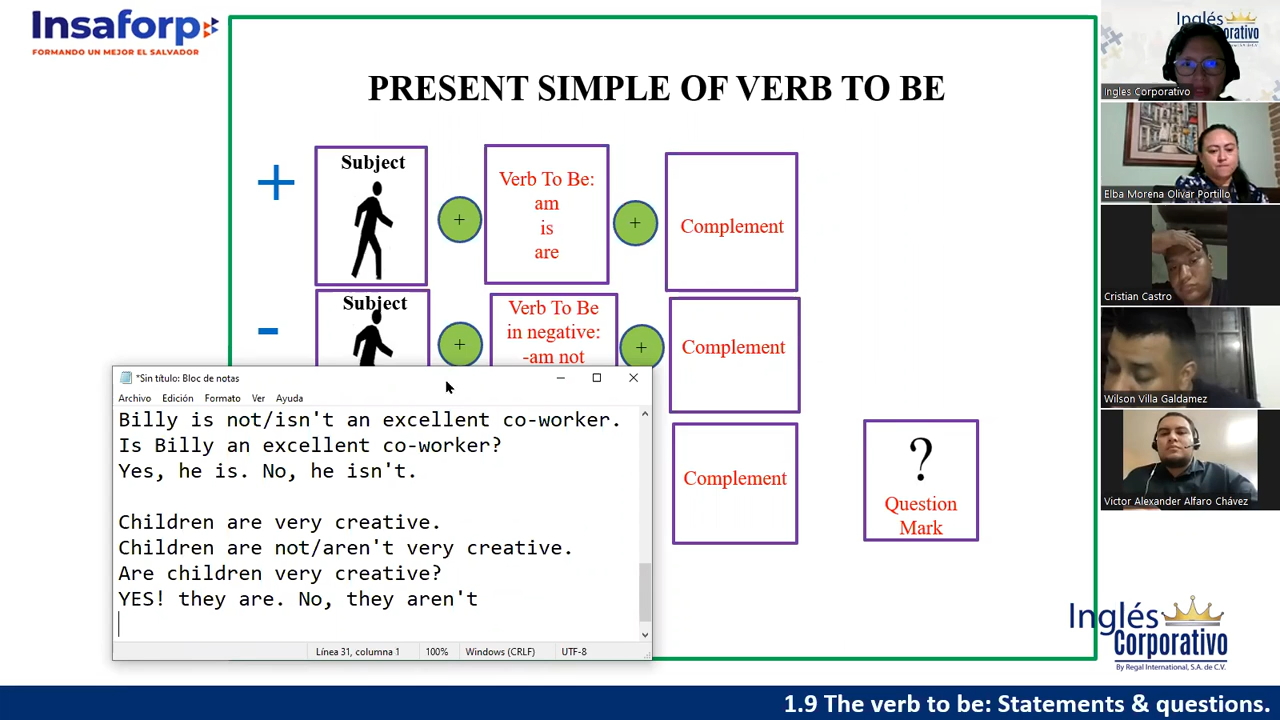 Insaforp
FORMANDO UN MEJOR EL SALVADOR
PRESENT SIMPLE OF VERB TO BE
+
Subject
+
Verb To Be:
am
is
are
+
Complement
-
Subject
+
Verb To Be
in negative:
-am not
+
Complement
Complement
?
Question
Mark
*Sin título: Bloc de notas
Archivo Edición Formato Ver Ayuda
Billy is not/isn't an excellent co-worker.
Is Billy an excellent co-worker?
Yes, he is. No, he isn't.
Children are very creative.
Children are not/aren't very creative.
Are children very creative?
YES! they are. No, they aren't
Línea 31, columna 1 100% Windows (CRLF) UTF-8
Inglés
Corporativo
Ingles Corporativo
Elba Morena Olivar Portillo
Cristian Castro
Wilson Villa Galdamez
Victor Alexander Alfaro Chávez
Inglés
Corporativo
By Regal International, S.A. de C.V.
1.9 The verb to be: Statements & questions.